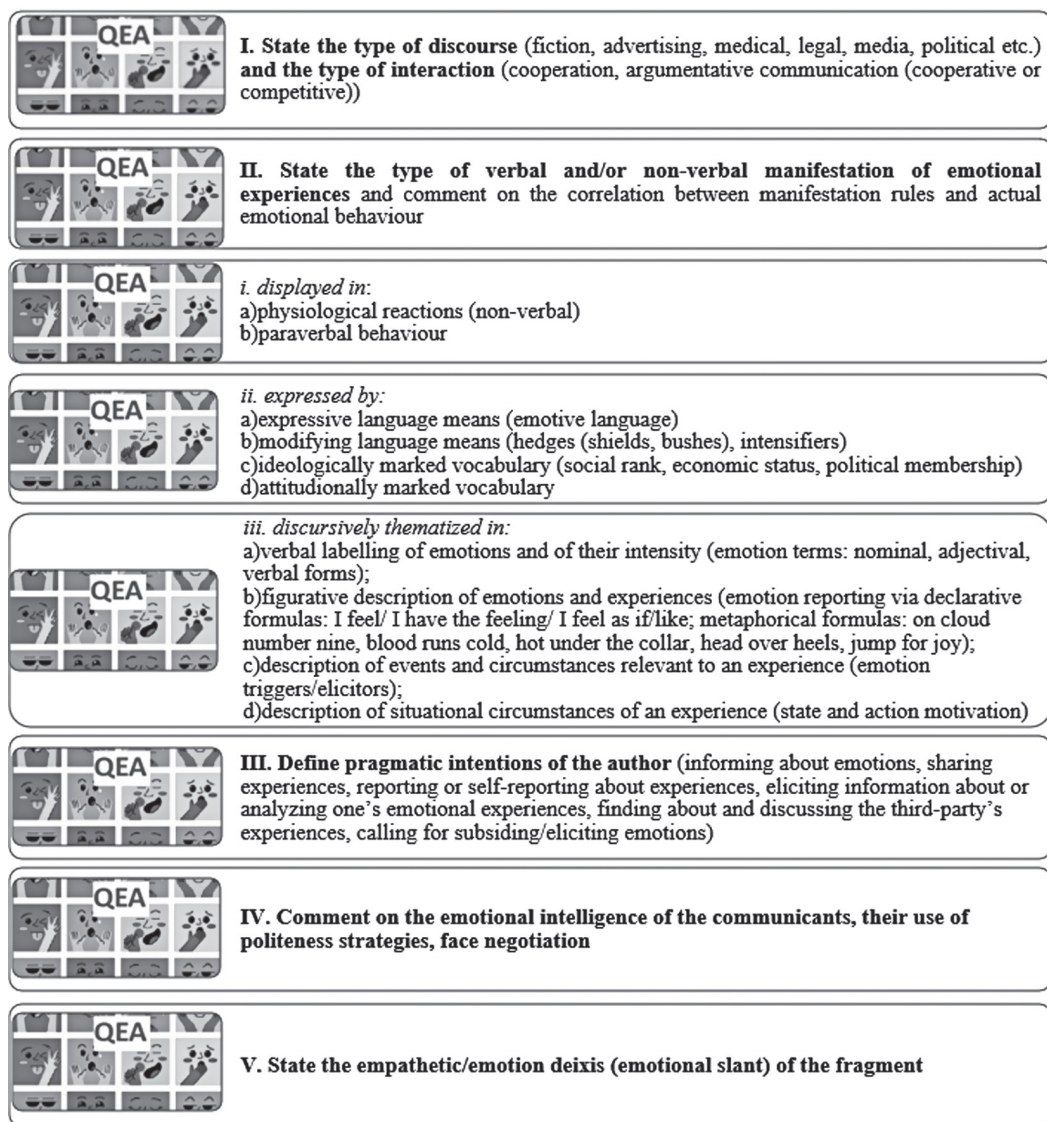 QEA
I. State the type of discourse (fiction, advertising, medical, legal, media, political etc.)
and the type of interaction (cooperation, argumentative communication (cooperative or
competitive))
QEA
II. State the type of verbal and/or non-verbal manifestation of emotional
experiences and comment on the correlation between manifestation rules and actual
emotional behaviour
QEA
i. displayed in:
a)physiological reactions (non-verbal)
b)paraverbal behaviour
QEA
ii. expressed by:
a)expressive language means (emotive language)
b)modifying language means (hedges (shields, bushes), intensifiers)
c)ideologically marked vocabulary (social rank, economic status, political membership)
d)attitudionally marked vocabulary
QEA
iii. discursively thematized in:
a)verbal labelling of emotions and of their intensity (emotion terms: nominal, adjectival,
verbal forms);
b)figurative description of emotions and experiences (emotion reporting via declarative
formulas: I feel/ I have the feeling/ I feel as if/like; metaphorical formulas: on cloud
number nine, blood runs cold, hot under the collar, head over heels, jump for joy);
c)description of events and circumstances relevant to an experience (emotion
triggers/elicitors);
d)description of situational circumstances of an experience (state and action motivation)
QEA
III. Define pragmatic intentions of the author (informing about emotions, sharing
experiences, reporting or self-reporting about experiences, eliciting information about or
analyzing one's emotional experiences, finding about and discussing the third-party's
experiences, calling for subsiding/eliciting emotions)
QEA
IV. Comment on the emotional intelligence of the communicants, their use of
politeness strategies, face negotiation
QEA
V. State the empathetic/emotion deixis (emotional slant) of the fragment